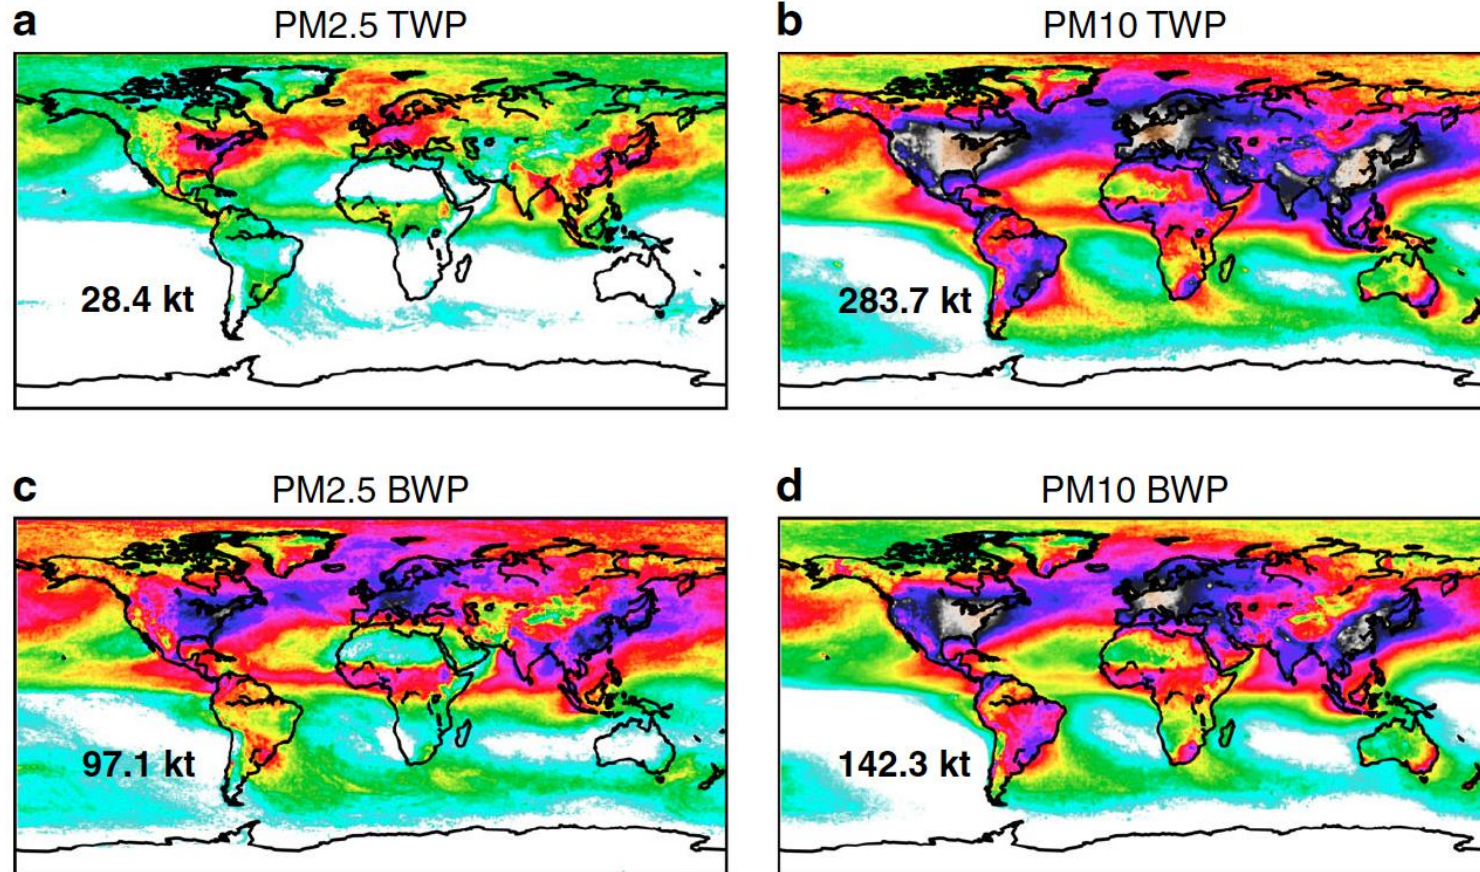 a PM2.5 TWP
b PM10 TWP
28.4 kt
283.7 kt
c PM2.5 BWP
d PM10 BWP
97.1 kt
142.3 kt